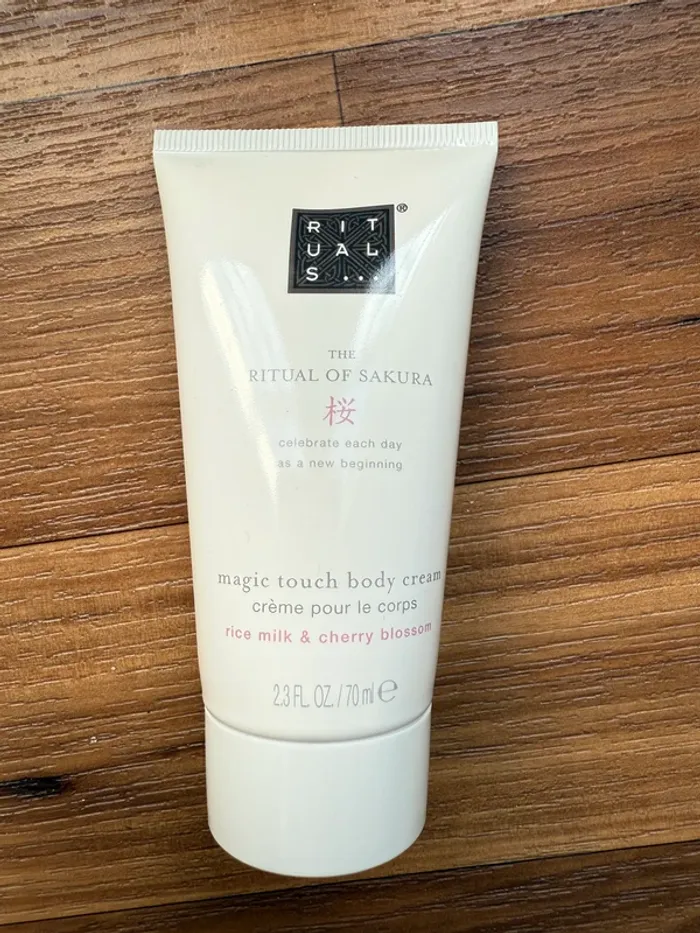 RIT
UAL
S...
®
THE
RITUAL OF SAKURA
桜
celebrate each day
as a new beginning
magic touch body cream
crème pour le corps
rice milk & cherry blossom
2.3 FL. OZ. / 70 ml ℮